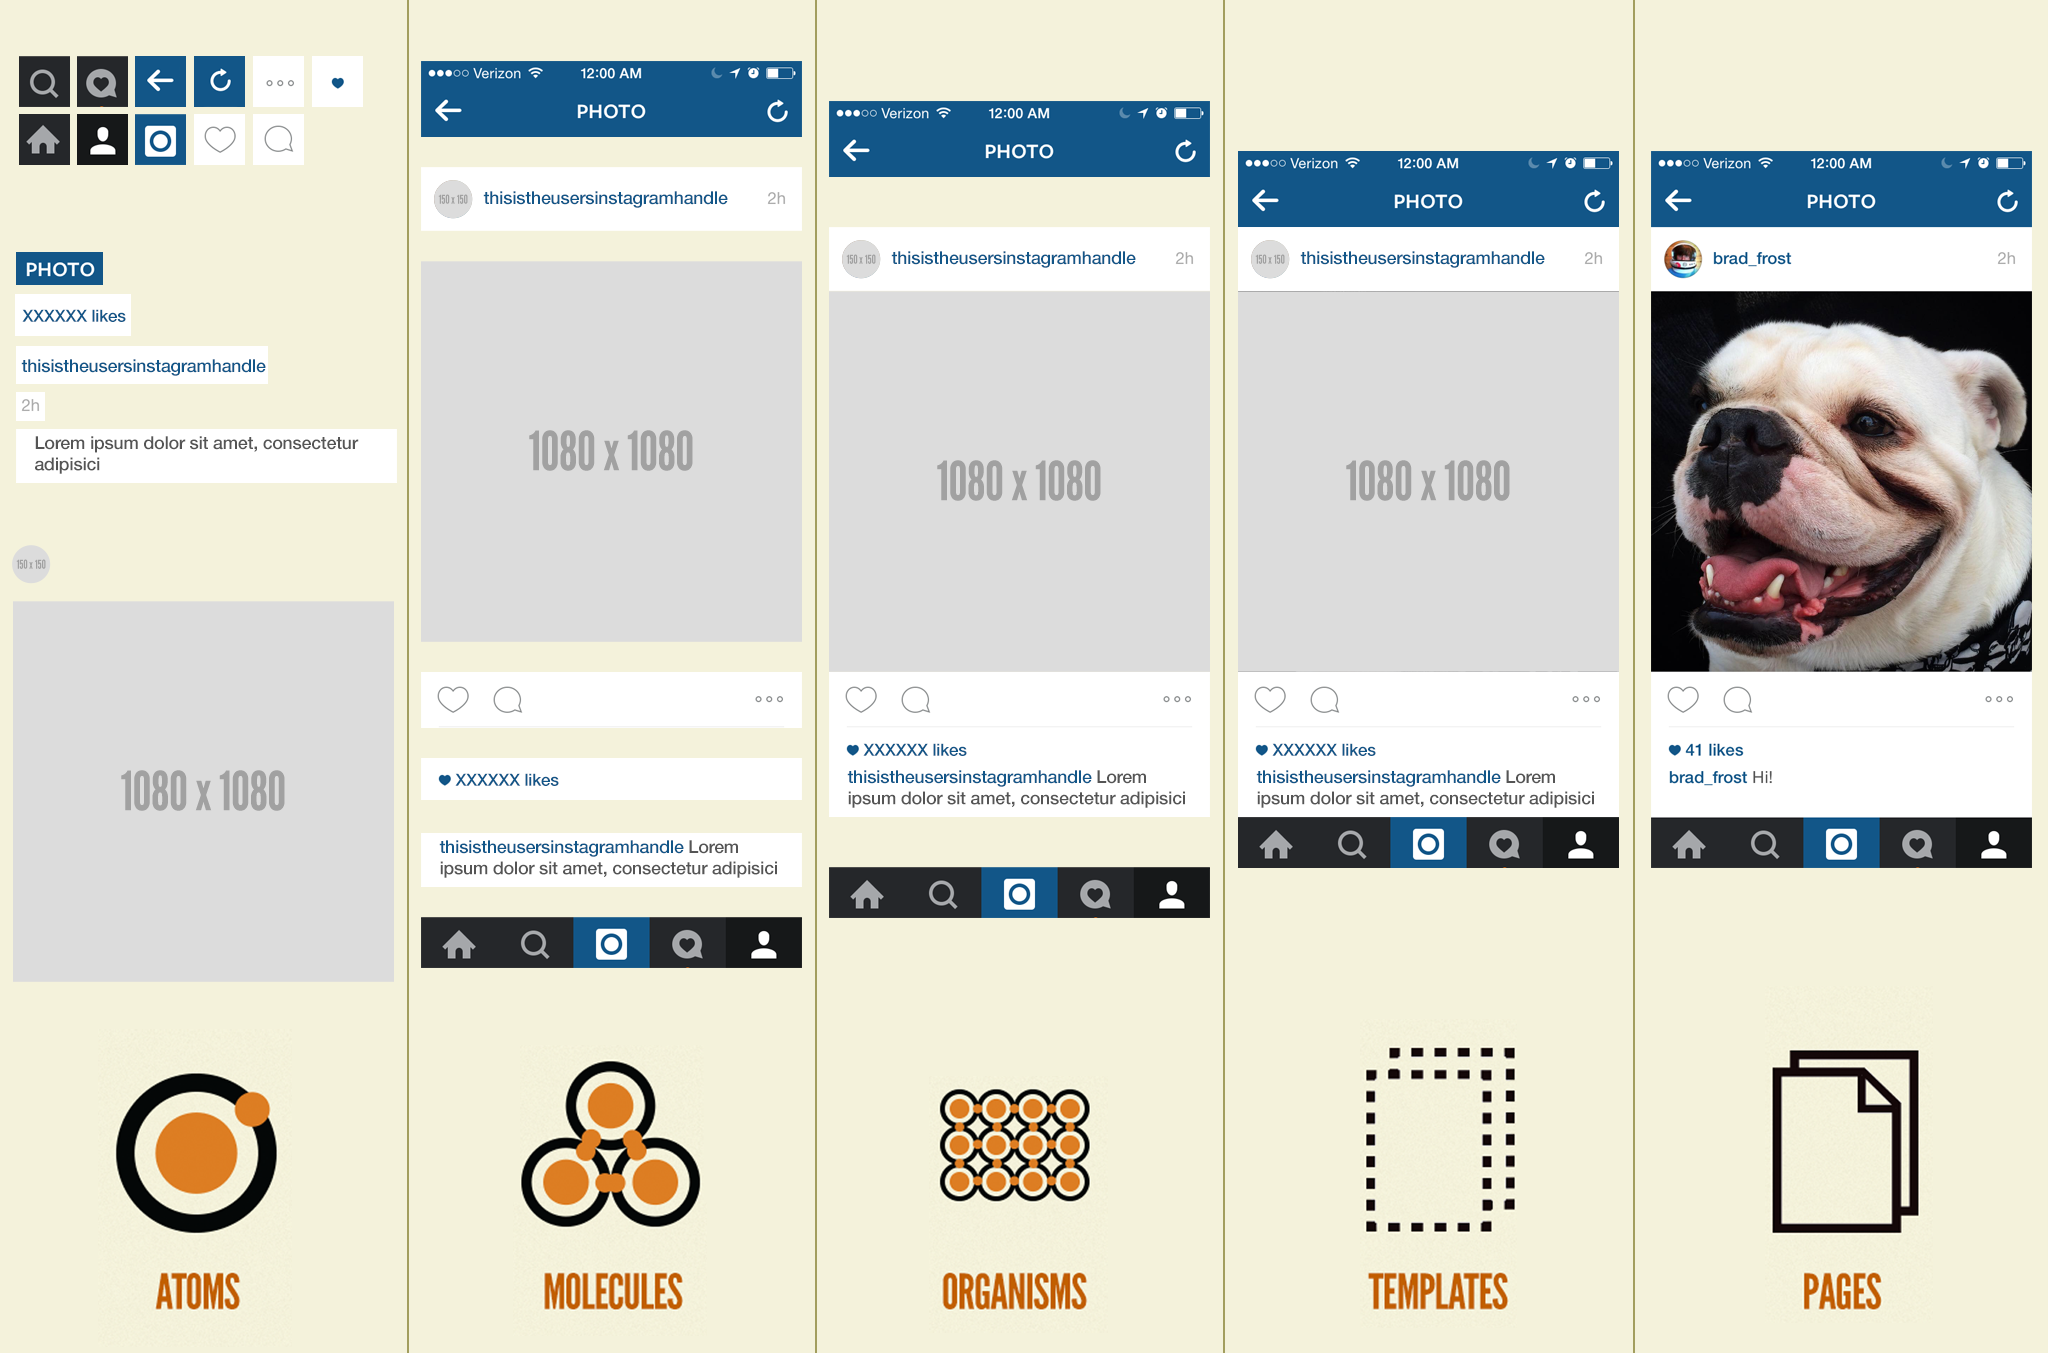 PHOTO
XXXXXX likes
thisistheusersinstagramhandle
2h
Lorem ipsum dolor sit amet, consectetur
adipisici
150 x 150
1080 x 1080
ATOMS
Verizon 12:00 AM
PHOTO
150 x 150 thisistheusersinstagramhandle 2h
1080 x 1080
XXXXXX likes
thisistheusersinstagramhandle Lorem
ipsum dolor sit amet, consectetur adipisici
MOLECULES
Verizon 12:00 AM
PHOTO
150 x 150 thisistheusersinstagramhandle 2h
1080 x 1080
XXXXXX likes
thisistheusersinstagramhandle Lorem
ipsum dolor sit amet, consectetur adipisici
ORGANISMS
Verizon 12:00 AM
PHOTO
150 x 150 thisistheusersinstagramhandle 2h
1080 x 1080
XXXXXX likes
thisistheusersinstagramhandle Lorem
ipsum dolor sit amet, consectetur adipisici
TEMPLATES
Verizon 12:00 AM
PHOTO
brad_frost 2h
41 likes
brad_frost Hi!
PAGES